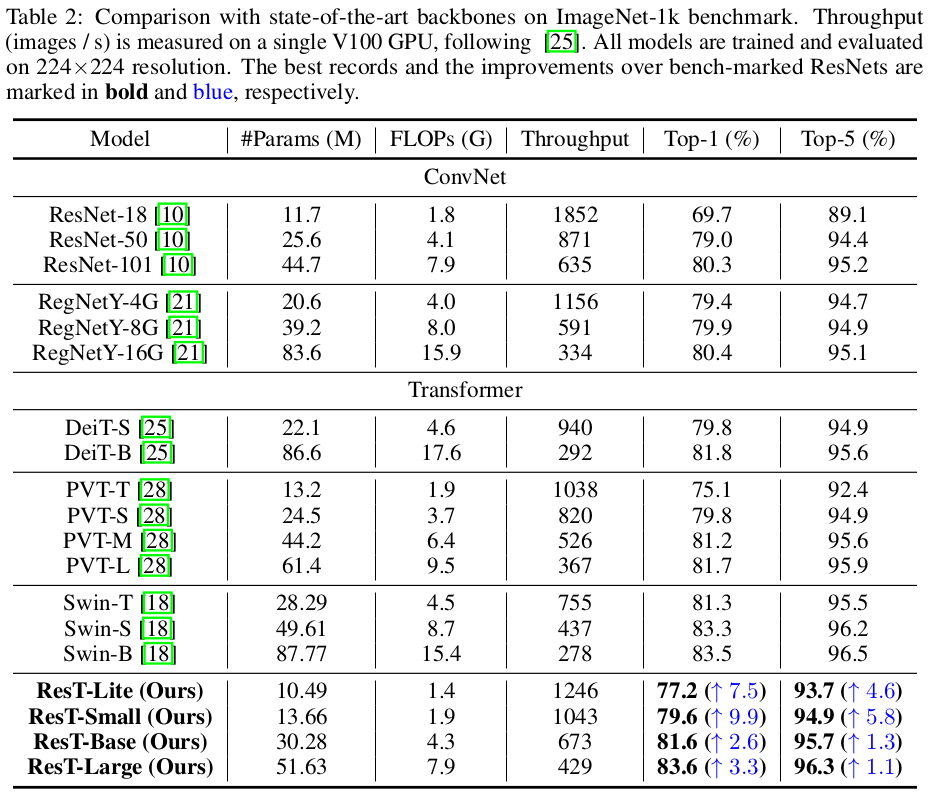 Table 2: Comparison with state-of-the-art backbones on ImageNet-1k benchmark. Throughput
(images / s) is measured on a single V100 GPU, following [25]. All models are trained and evaluated
on 224×224 resolution. The best records and the improvements over bench-marked ResNets are
marked in bold and blue, respectively.
Model #Params (M) FLOPs (G) Throughput Top-1 (%) Top-5 (%)
ConvNet
ResNet-18 [10] 11.7 1.8 1852 69.7 89.1
ResNet-50 [10] 25.6 4.1 871 79.0 94.4
ResNet-101 [10] 44.7 7.9 635 80.3 95.2
RegNetY-4G [21] 20.6 4.0 1156 79.4 94.7
RegNetY-8G [21] 39.2 8.0 591 79.9 94.9
RegNetY-16G [21] 83.6 15.9 334 80.4 95.1
Transformer
DeiT-S [25] 22.1 4.6 940 79.8 94.9
DeiT-B [25] 86.6 17.6 292 81.8 95.6
PVT-T [28] 13.2 1.9 1038 75.1 92.4
PVT-S [28] 24.5 3.7 820 79.8 94.9
PVT-M [28] 44.2 6.4 526 81.2 95.6
PVT-L [28] 61.4 9.5 367 81.7 95.9
Swin-T [18] 28.29 4.5 755 81.3 95.5
Swin-S [18] 49.61 8.7 437 83.3 96.2
Swin-B [18] 87.77 15.4 278 83.5 96.5
ResT-Lite (Ours) 10.49 1.4 1246 77.2 (↑ 7.5) 93.7 (↑ 4.6)
ResT-Small (Ours) 13.66 1.9 1043 79.6 (↑ 9.9) 94.9 (↑ 5.8)
ResT-Base (Ours) 30.28 4.3 673 81.6 (↑ 2.6) 95.7 (↑ 1.3)
ResT-Large (Ours) 51.63 7.9 429 83.6 (↑ 3.3) 96.3 (↑ 1.1)